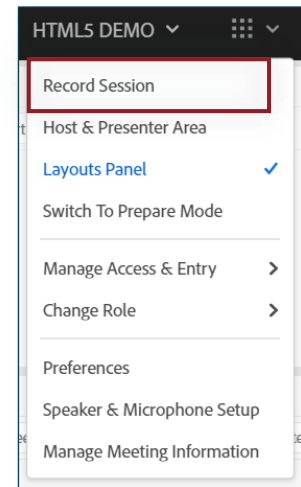 HTML5 DEMO
Record Session
Host & Presenter Area
Layouts Panel
Switch To Prepare Mode
Manage Access & Entry
Change Role
Preferences
Speaker & Microphone Setup
Manage Meeting Information